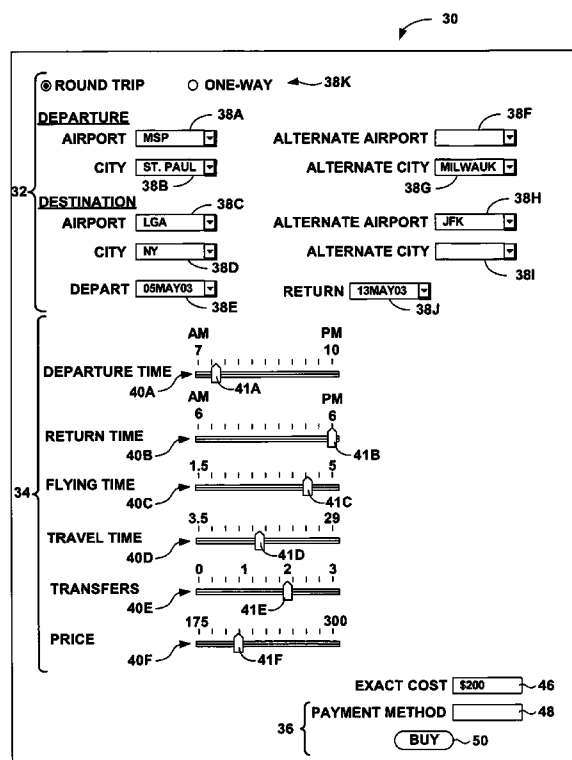 30
ROUND TRIP ONE-WAY 38K
DEPARTURE 38A 38F
AIRPORT MSP ALTERNATE AIRPORT
CITY ST. PAUL ALTERNATE CITY MILWAUK
32 38B 38G
DESTINATION 38C 38H
AIRPORT LGA ALTERNATE AIRPORT JFK
CITY NY ALTERNATE CITY
38D 38I
DEPART 05MAY03 RETURN 13MAY03
38E 38J
AM PM
7 10
DEPARTURE TIME
40A 41A
AM PM
6 6
RETURN TIME
40B 41B
1.5 5
34 FLYING TIME
40C 41C
3.5 29
TRAVEL TIME
40D 41D
0 1 2 3
TRANSFERS
40E 41E
175 300
PRICE
40F 41F
EXACT COST $200 46
36 PAYMENT METHOD 48
BUY 50